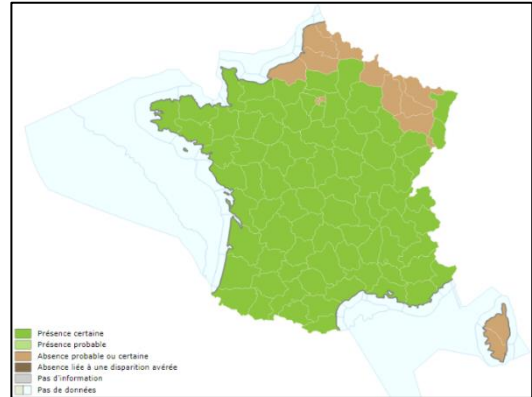 Présence certaine
Présence probable
Absence probable ou certaine
Absence liée à une disparition avérée
Pas d'information
Pas de données